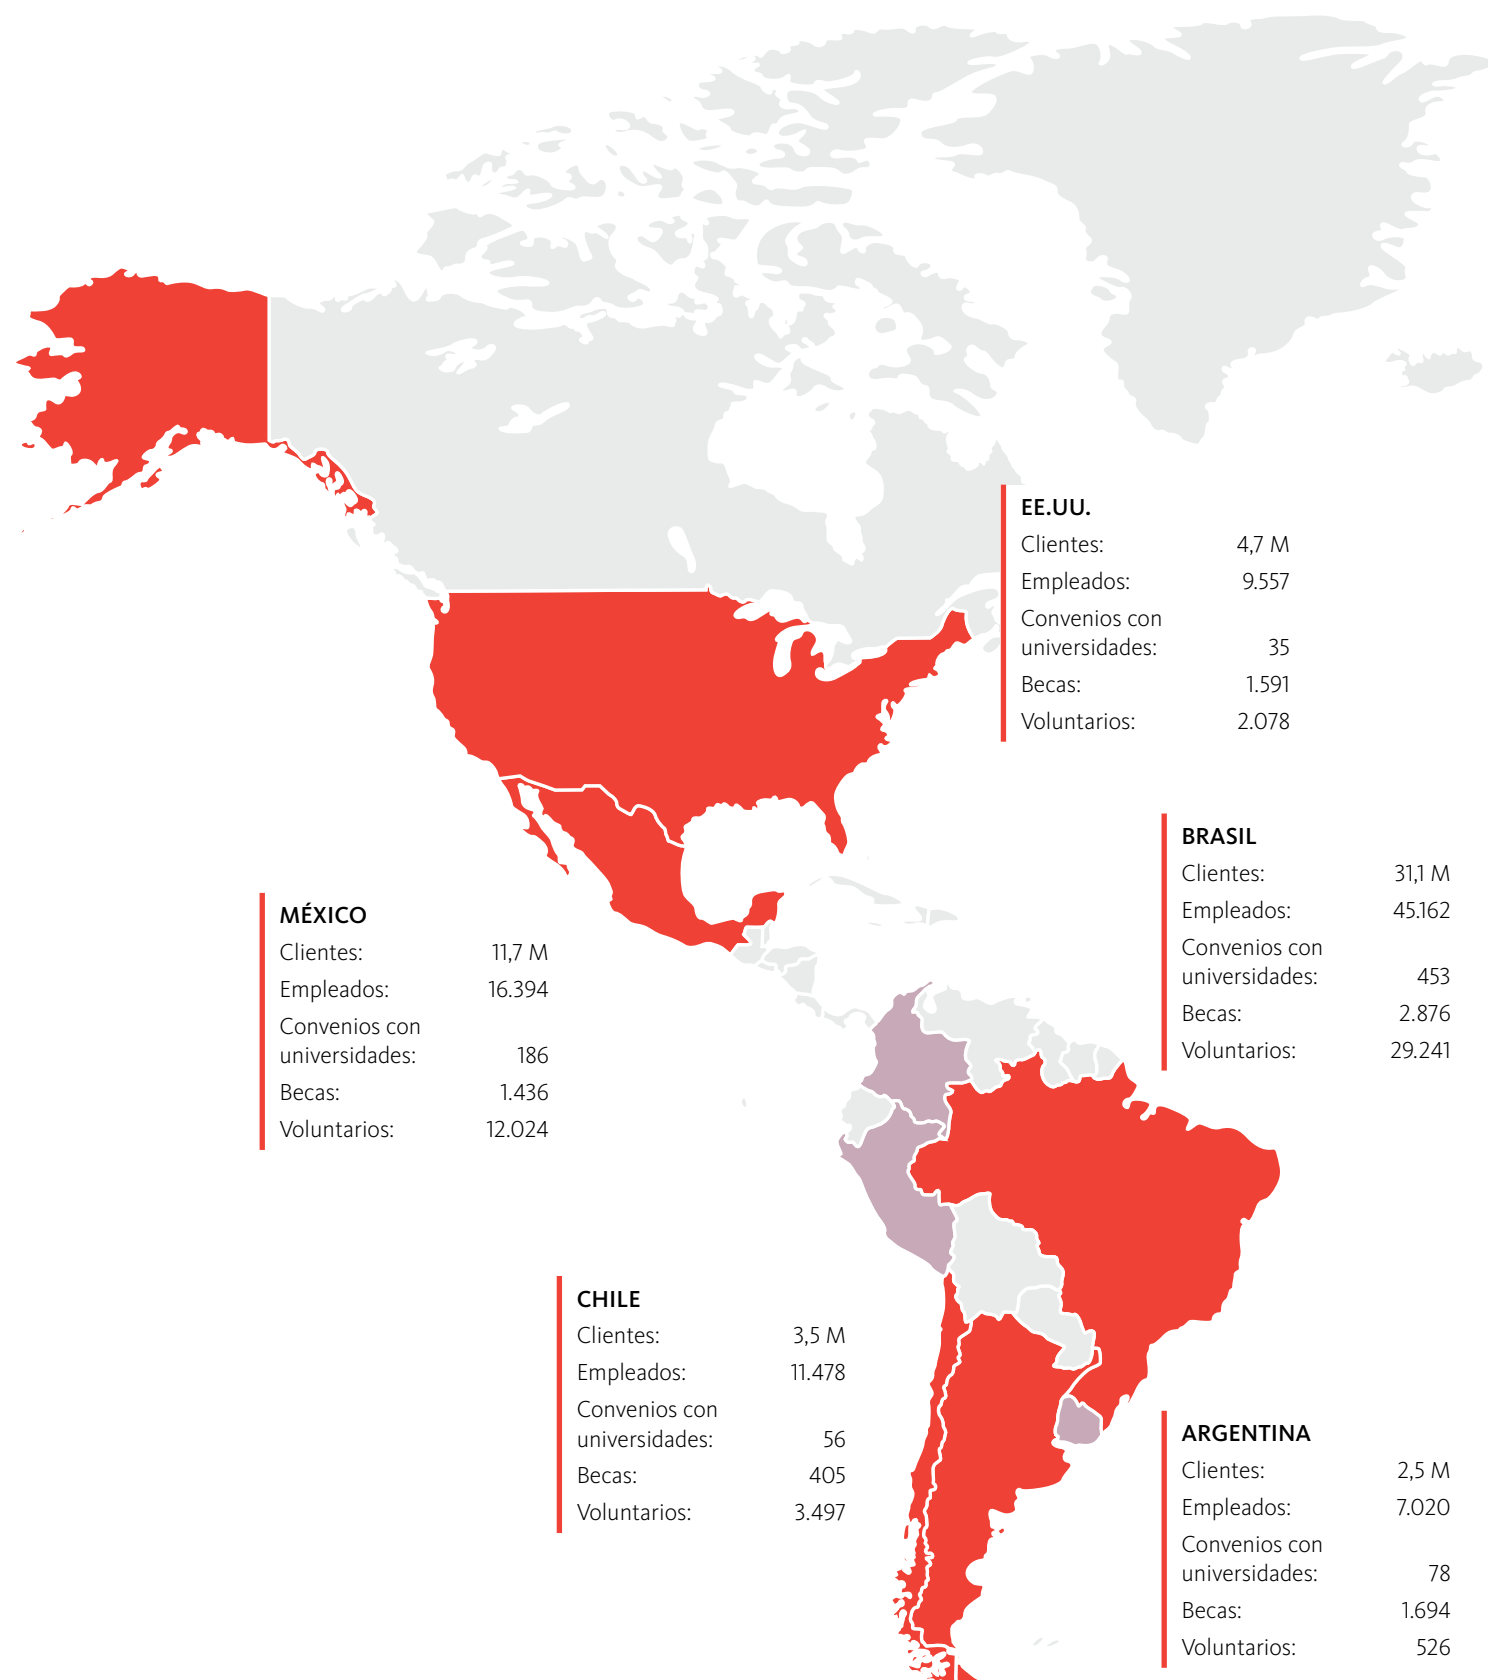 EE.UU.
Clientes: 4,7 M
Empleados: 9.557
Convenios con
universidades: 35
Becas: 1.591
Voluntarios: 2.078
BRASIL
Clientes: 31,1 M
Empleados: 45.162
Convenios con
universidades: 453
Becas: 2.876
Voluntarios: 29.241
MÉXICO
Clientes: 11,7 M
Empleados: 16.394
Convenios con
universidades: 186
Becas: 1.436
Voluntarios: 12.024
CHILE
Clientes: 3,5 M
Empleados: 11.478
Convenios con
universidades: 56
Becas: 405
Voluntarios: 3.497
ARGENTINA
Clientes: 2,5 M
Empleados: 7.020
Convenios con
universidades: 78
Becas: 1.694
Voluntarios: 526